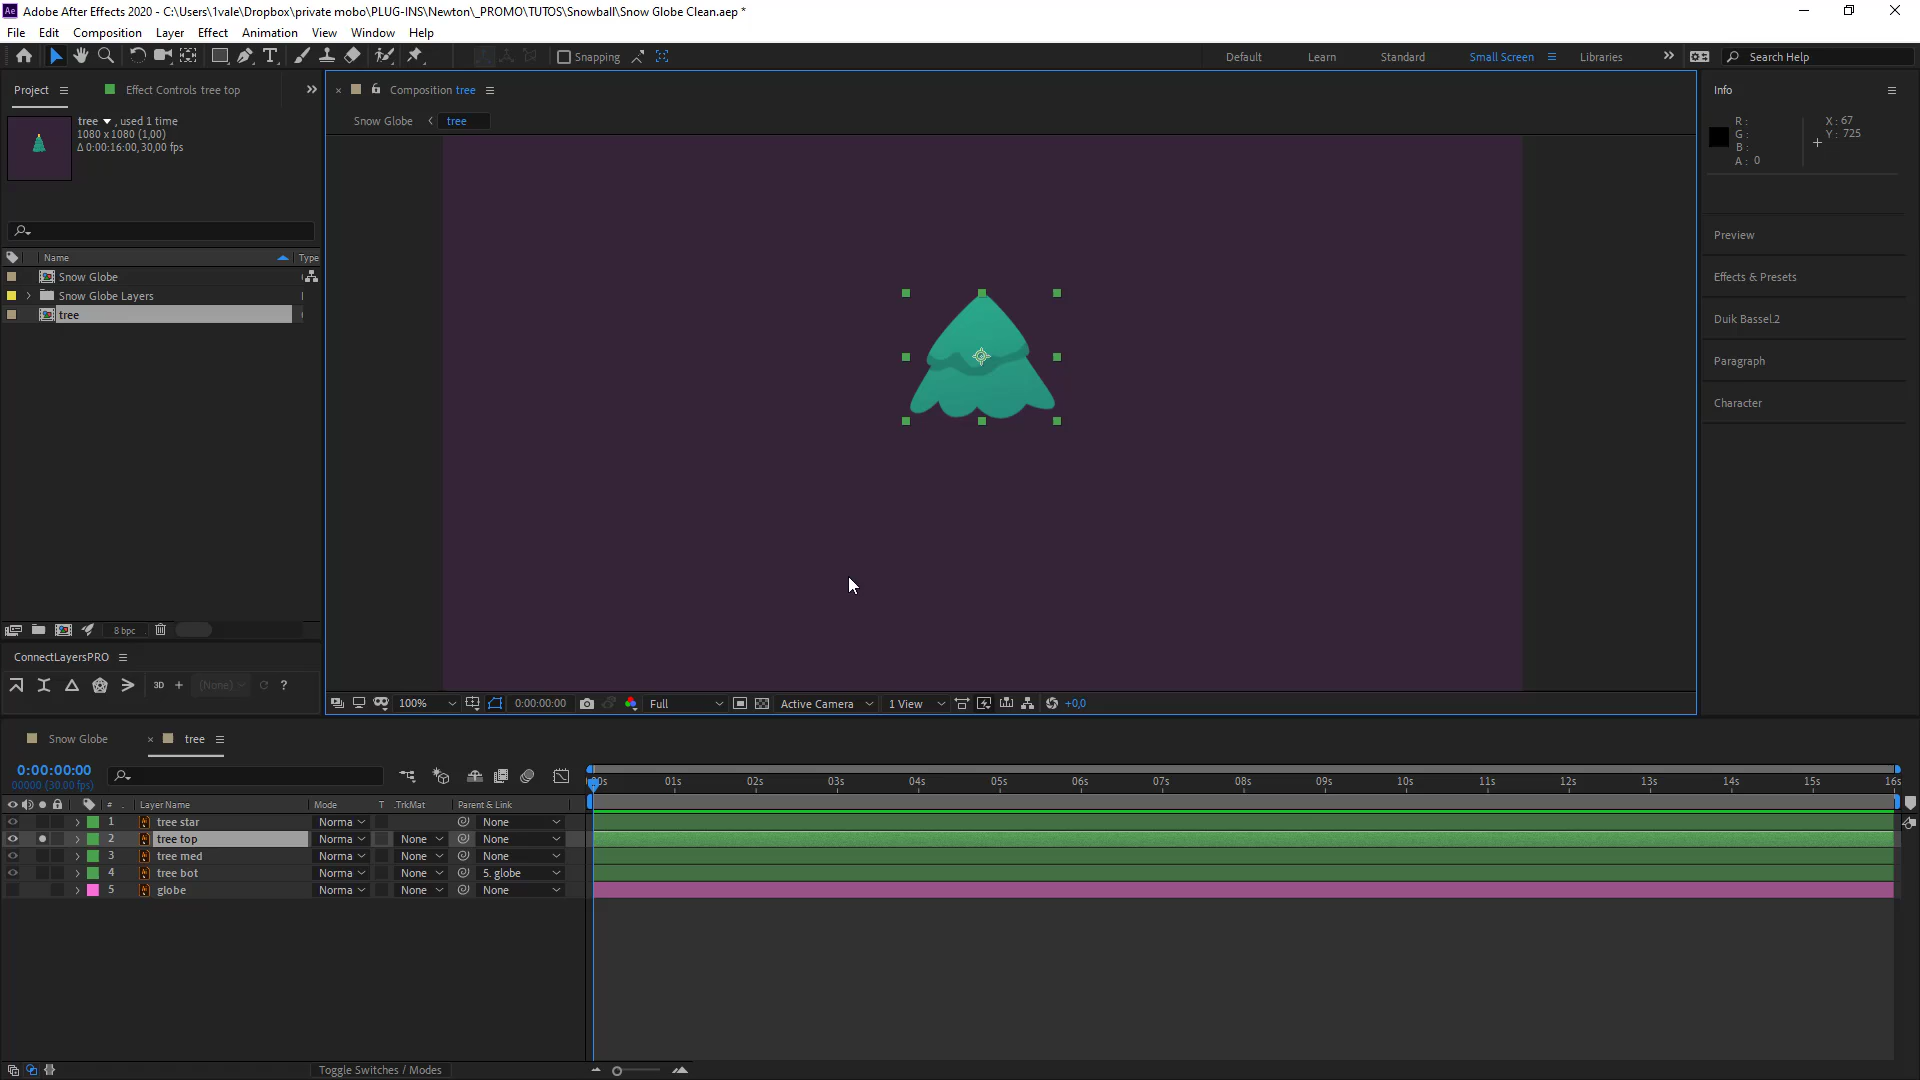 Adobe After Effects 2020 - C:\Users\1vale\Dropbox\private mobo\PLUG-INS\Newton\_PROMO\TUTOS\Snowball\Snow Globe Clean.aep *
File Edit Composition Layer Effect Animation View Window Help
Snapping Default Learn Standard Small Screen Libraries Search Help
Project Effect Controls tree top
Composition tree
Info
tree , used 1 time
1080 x 1080 (1,00)
Δ 0:00:16:00, 30,00 fps
Snow Globe tree
R :
G :
B :
A : 0
X : 67
Y : 725
Preview
Effects & Presets
Duik Bassel.2
Paragraph
Character
Name Type
Snow Globe
Snow Globe Layers
tree
8 bpc
ConnectLayersPRO
3D + (None) ?
100% 0:00:00:00 Full Active Camera 1 View +0,0
Snow Globe tree
0:00:00:00
00000 (30.00 fps)
:00s 01s 02s 03s 04s 05s 06s 07s 08s 09s 10s 11s 12s 13s 14s 15s 16s
# Layer Name Mode T .TrkMat Parent & Link
1 tree star Norma None
2 tree top Norma None None
3 tree med Norma None None
4 tree bot Norma None 5. globe
5 globe Norma None None
Toggle Switches / Modes